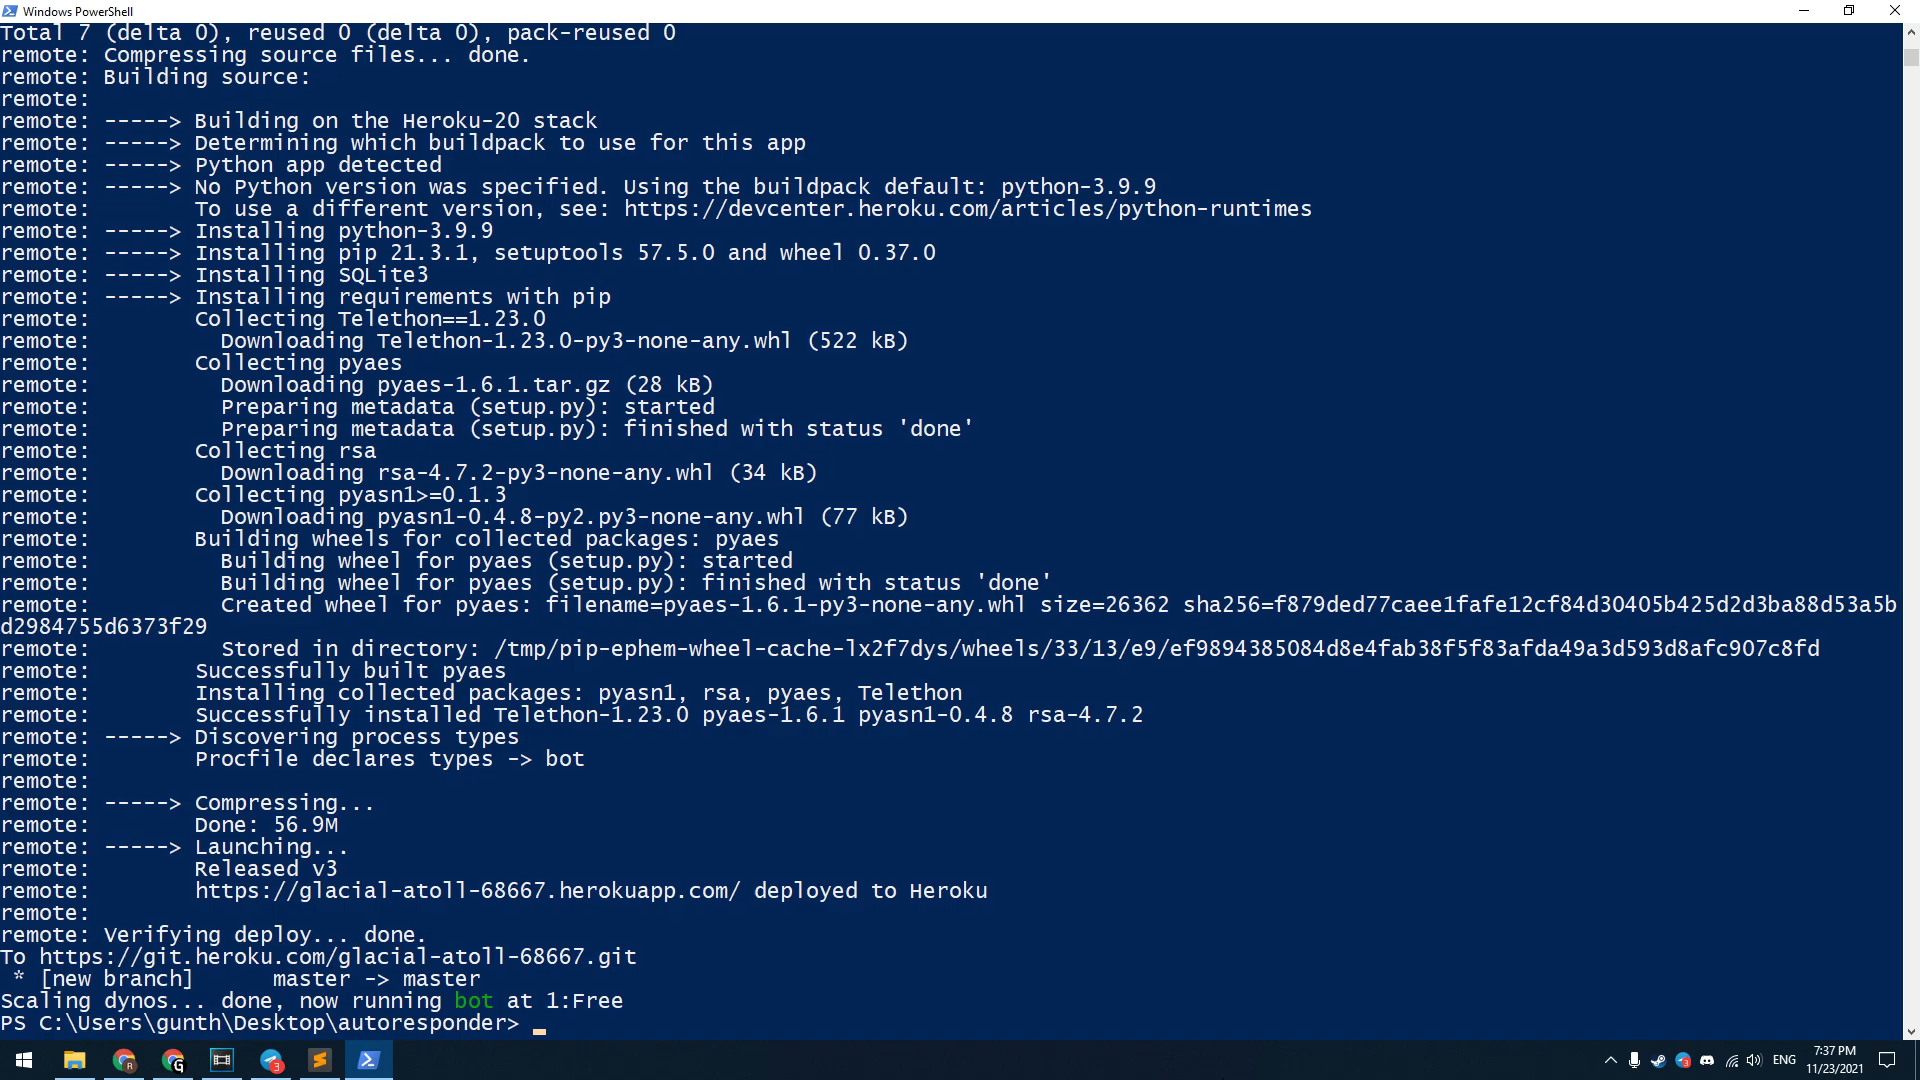 Windows PowerShell
Total 7 (delta 0), reused 0 (delta 0), pack-reused 0
remote: Compressing source files... done.
remote: Building source:
remote:
remote: -----> Building on the Heroku-20 stack
remote: -----> Determining which buildpack to use for this app
remote: -----> Python app detected
remote: -----> No Python version was specified. Using the buildpack default: python-3.9.9
remote:        To use a different version, see: https://devcenter.heroku.com/articles/python-runtimes
remote: -----> Installing python-3.9.9
remote: -----> Installing pip 21.3.1, setuptools 57.5.0 and wheel 0.37.0
remote: -----> Installing SQLite3
remote: -----> Installing requirements with pip
remote:        Collecting Telethon==1.23.0
remote:          Downloading Telethon-1.23.0-py3-none-any.whl (522 kB)
remote:        Collecting pyaes
remote:          Downloading pyaes-1.6.1.tar.gz (28 kB)
remote:          Preparing metadata (setup.py): started
remote:          Preparing metadata (setup.py): finished with status 'done'
remote:        Collecting rsa
remote:          Downloading rsa-4.7.2-py3-none-any.whl (34 kB)
remote:        Collecting pyasn1>=0.1.3
remote:          Downloading pyasn1-0.4.8-py2.py3-none-any.whl (77 kB)
remote:        Building wheels for collected packages: pyaes
remote:          Building wheel for pyaes (setup.py): started
remote:          Building wheel for pyaes (setup.py): finished with status 'done'
remote:          Created wheel for pyaes: filename=pyaes-1.6.1-py3-none-any.whl size=26362 sha256=f879ded77caee1fafe12cf84d30405b425d2d3ba88d53a5b
d2984755d6373f29
remote:          Stored in directory: /tmp/pip-ephem-wheel-cache-lx2f7dys/wheels/33/13/e9/ef9894385084d8e4fab38f5f83afda49a3d593d8afc907c8fd
remote:        Successfully built pyaes
remote:        Installing collected packages: pyasn1, rsa, pyaes, Telethon
remote:        Successfully installed Telethon-1.23.0 pyaes-1.6.1 pyasn1-0.4.8 rsa-4.7.2
remote: -----> Discovering process types
remote:        Procfile declares types -> bot
remote:
remote: -----> Compressing...
remote:        Done: 56.9M
remote: -----> Launching...
remote:        Released v3
remote:        https://glacial-atoll-68667.herokuapp.com/ deployed to Heroku
remote:
remote: Verifying deploy... done.
To https://git.heroku.com/glacial-atoll-68667.git
 * [new branch]      master -> master
Scaling dynos... done, now running bot at 1:Free
PS C:\Users\gunth\Desktop\autoresponder>
R
G
3
3
ENG
7:37 PM
11/23/2021